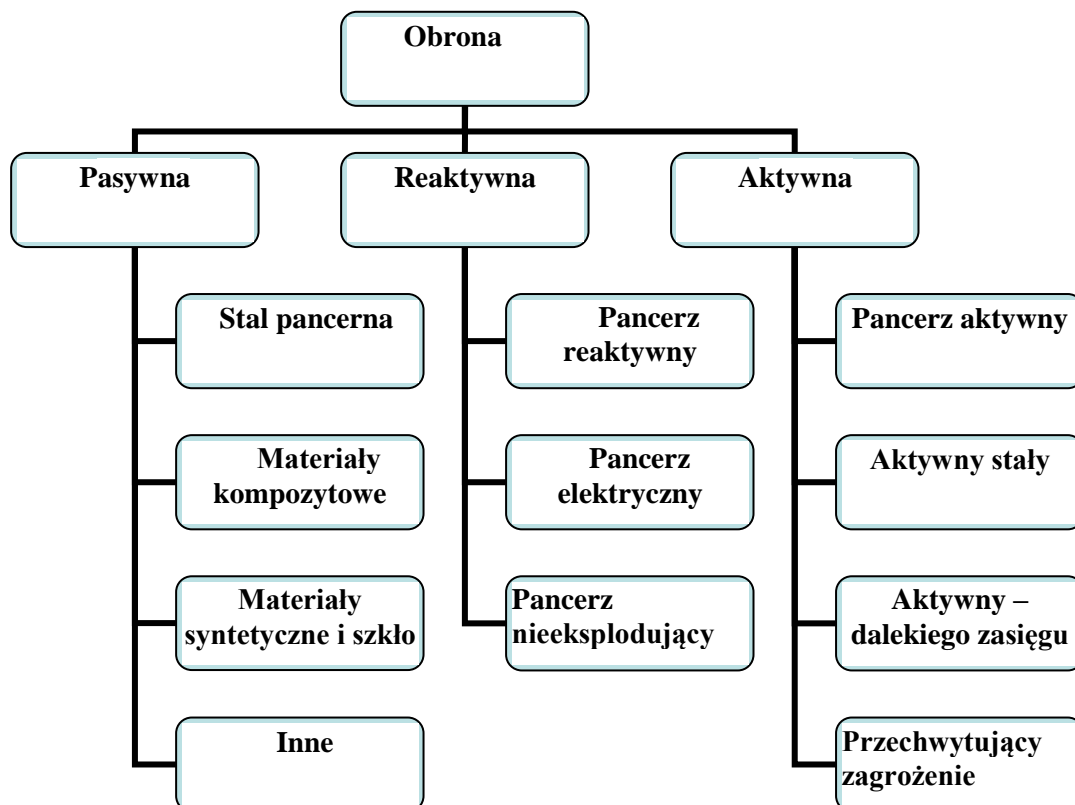 Obrona
Pasywna
Reaktywna
Aktywna
Stal pancerna
Pancerz
reaktywny
Pancerz aktywny
Materiały
kompozytowe
Pancerz
elektryczny
Aktywny stały
Materiały
syntetyczne i szkło
Pancerz
nieeksplodujący
Aktywny –
dalekiego zasięgu
Inne
Przechwytujący
zagrożenie